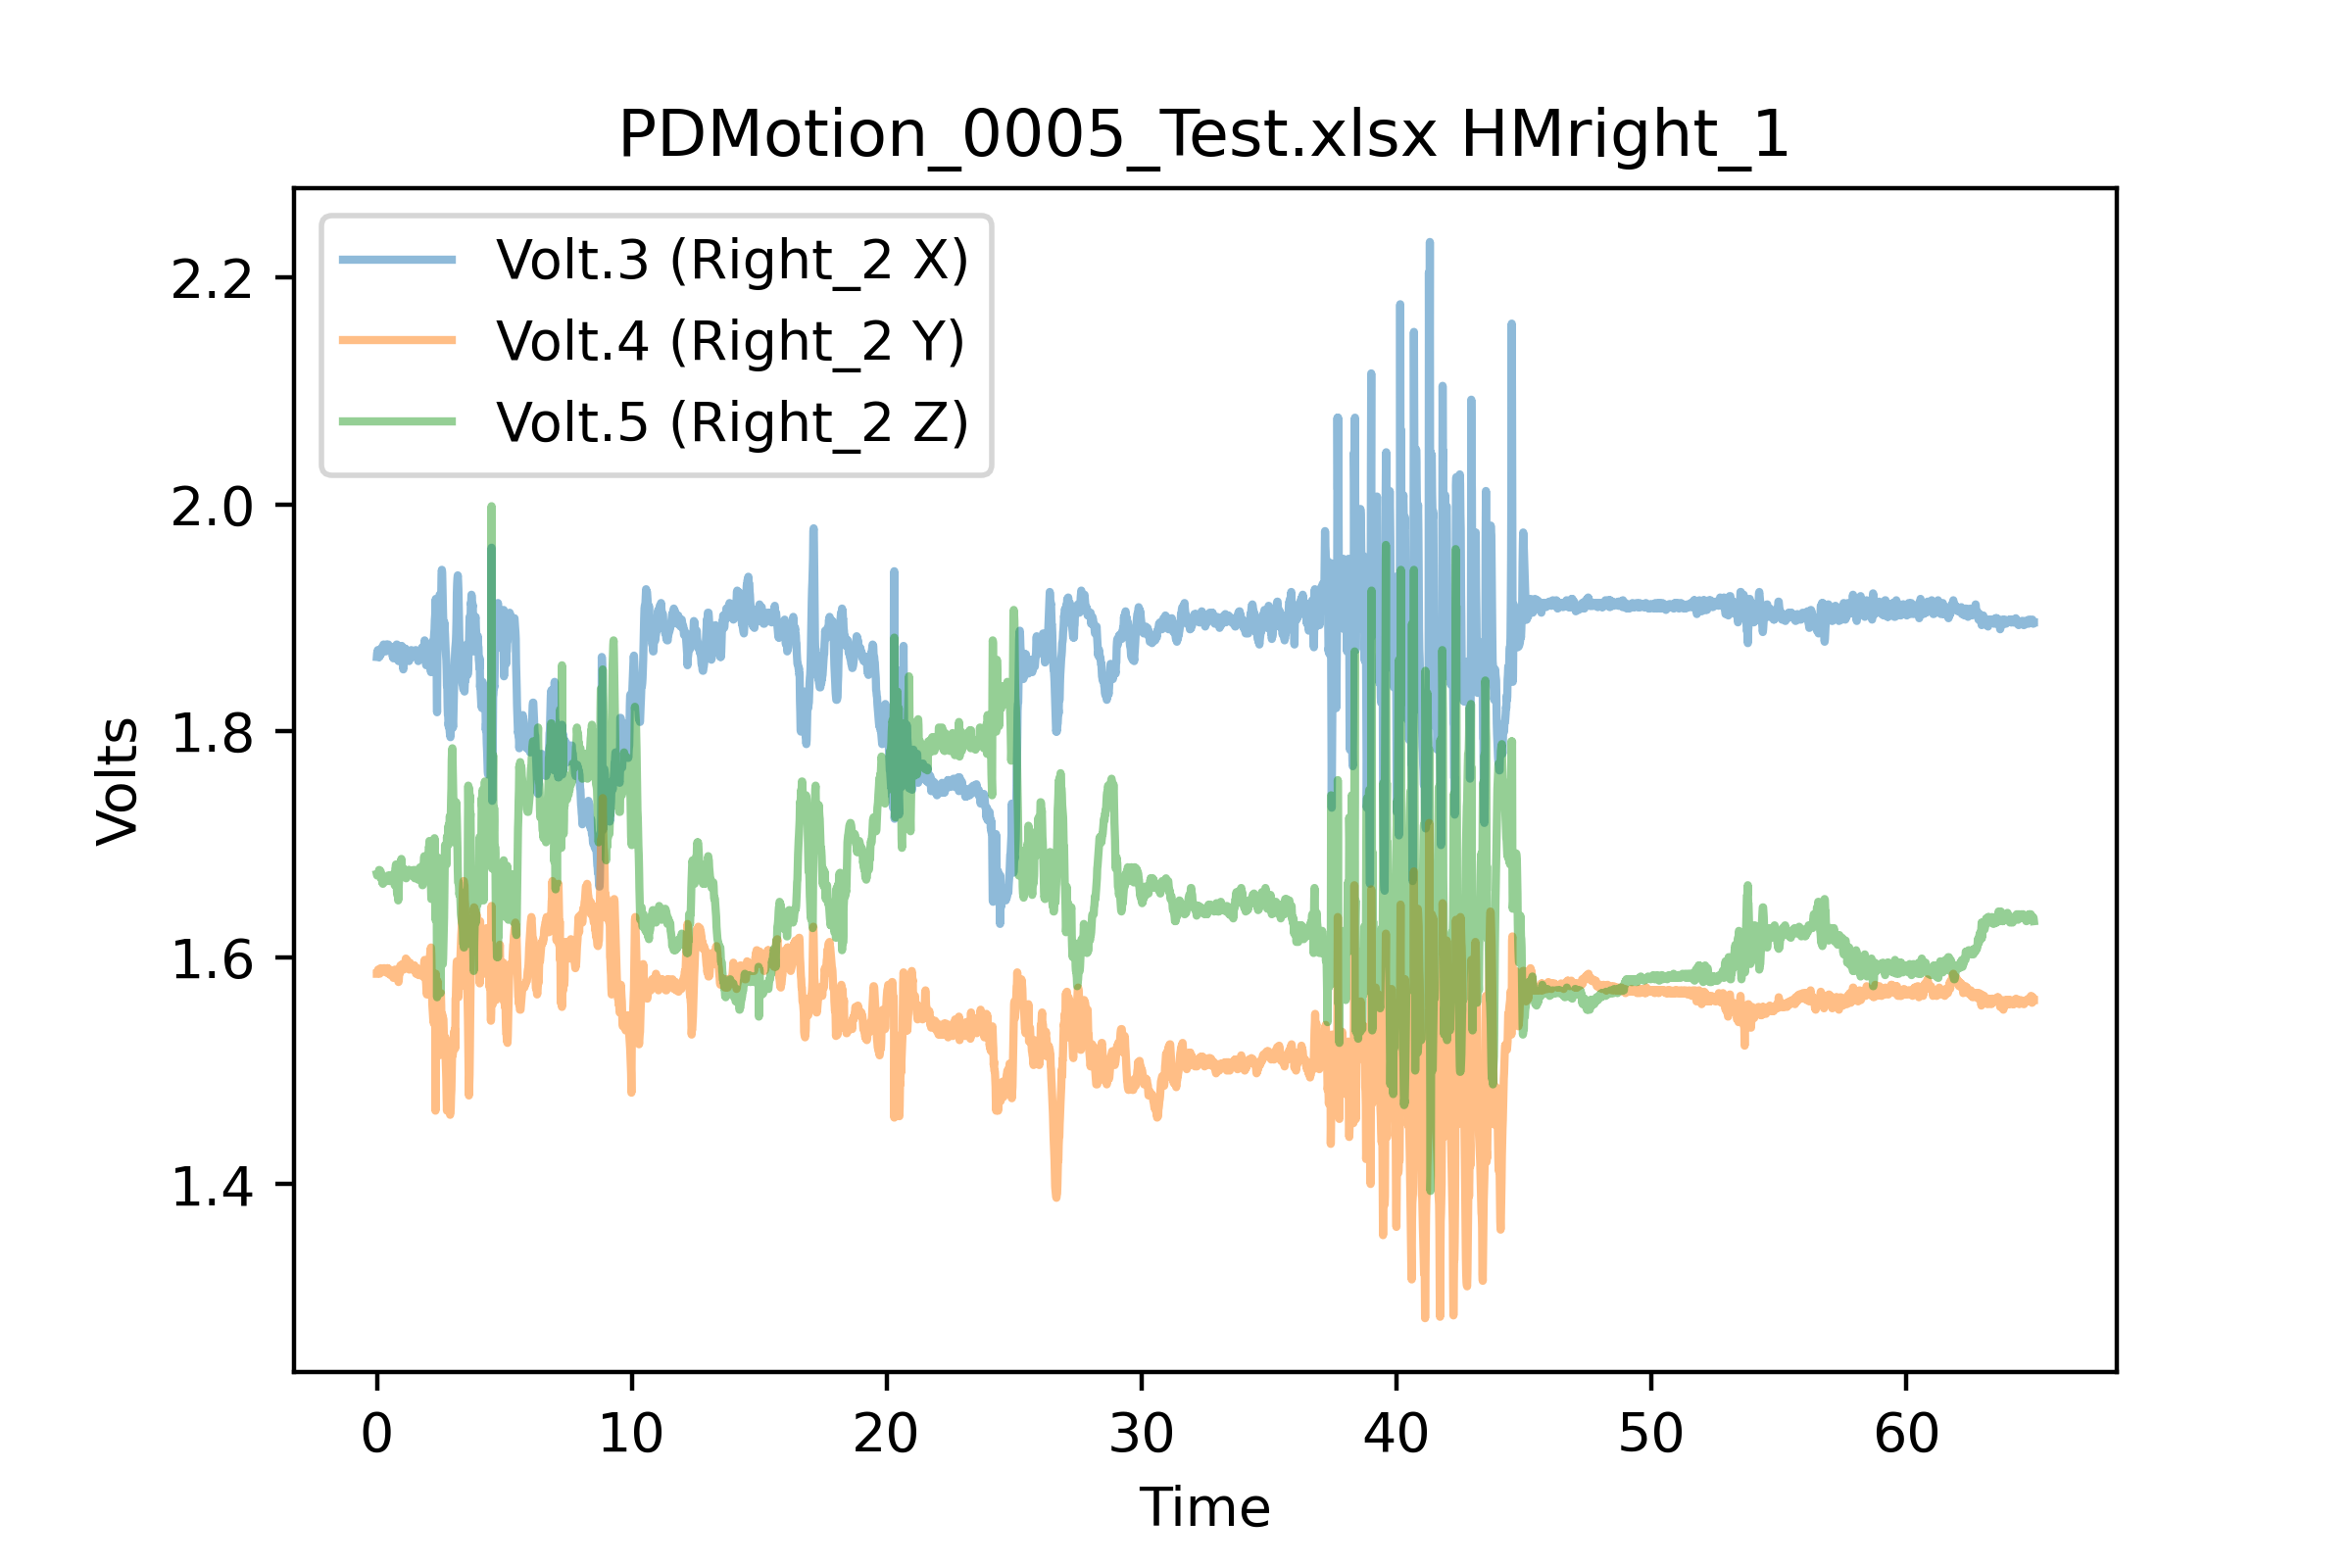 PDMotion_0005_Test.xlsx HMright_1
Volt.3 (Right_2 X)
Volt.4 (Right_2 Y)
Volt.5 (Right_2 Z)
2.2
2.0
1.8
1.6
1.4
Volts
0 10 20 30 40 50 60
Time